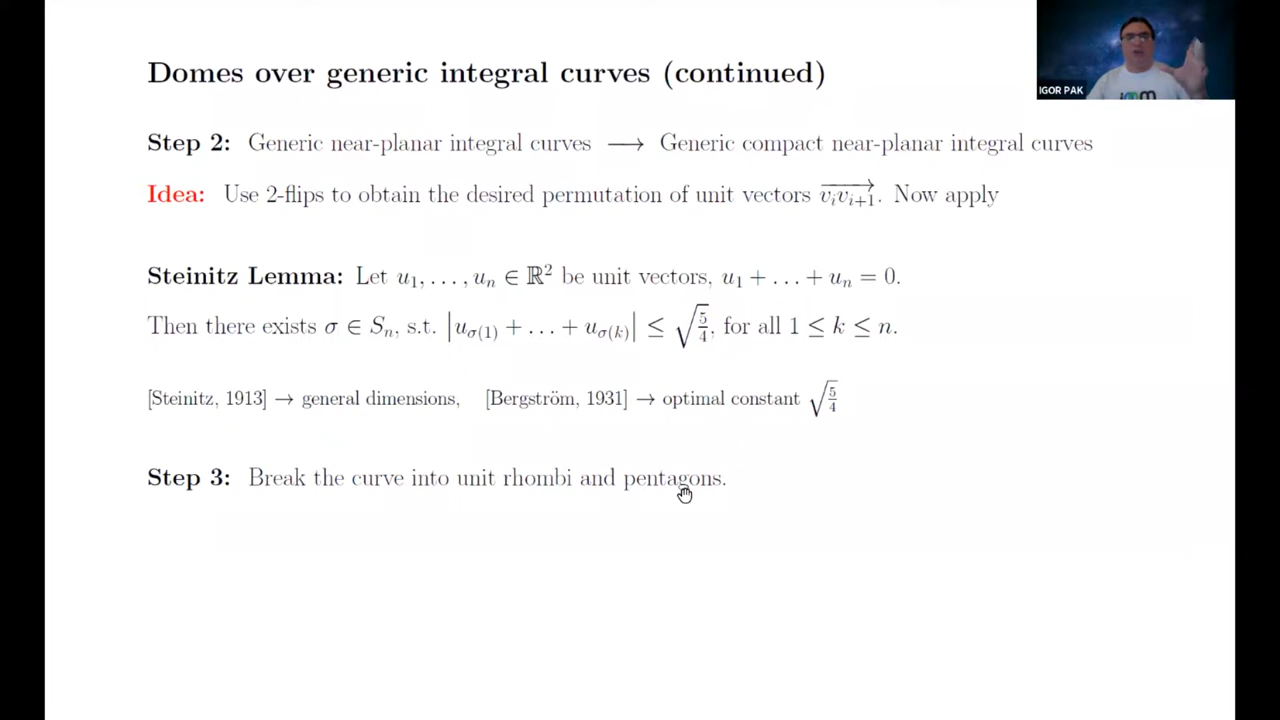 Domes over generic integral curves (continued)
IGOR PAK
Step 2: Generic near-planar integral curves ⟶ Generic compact near-planar integral curves
Idea: Use 2-flips to obtain the desired permutation of unit vectors $\overrightarrow{v_i v_{i+1}}$. Now apply
Steinitz Lemma: Let $u_1, \ldots, u_n \in \mathbb{R}^2$ be unit vectors, $u_1 + \ldots + u_n = 0$.
Then there exists $\sigma \in S_n$, s.t. $|u_{\sigma(1)} + \ldots + u_{\sigma(k)}| \leq \sqrt{\frac{5}{4}}$, for all $1 \leq k \leq n$.
[Steinitz, 1913] → general dimensions, [Bergström, 1931] → optimal constant $\sqrt{\frac{5}{4}}$
Step 3: Break the curve into unit rhombi and pentagons.